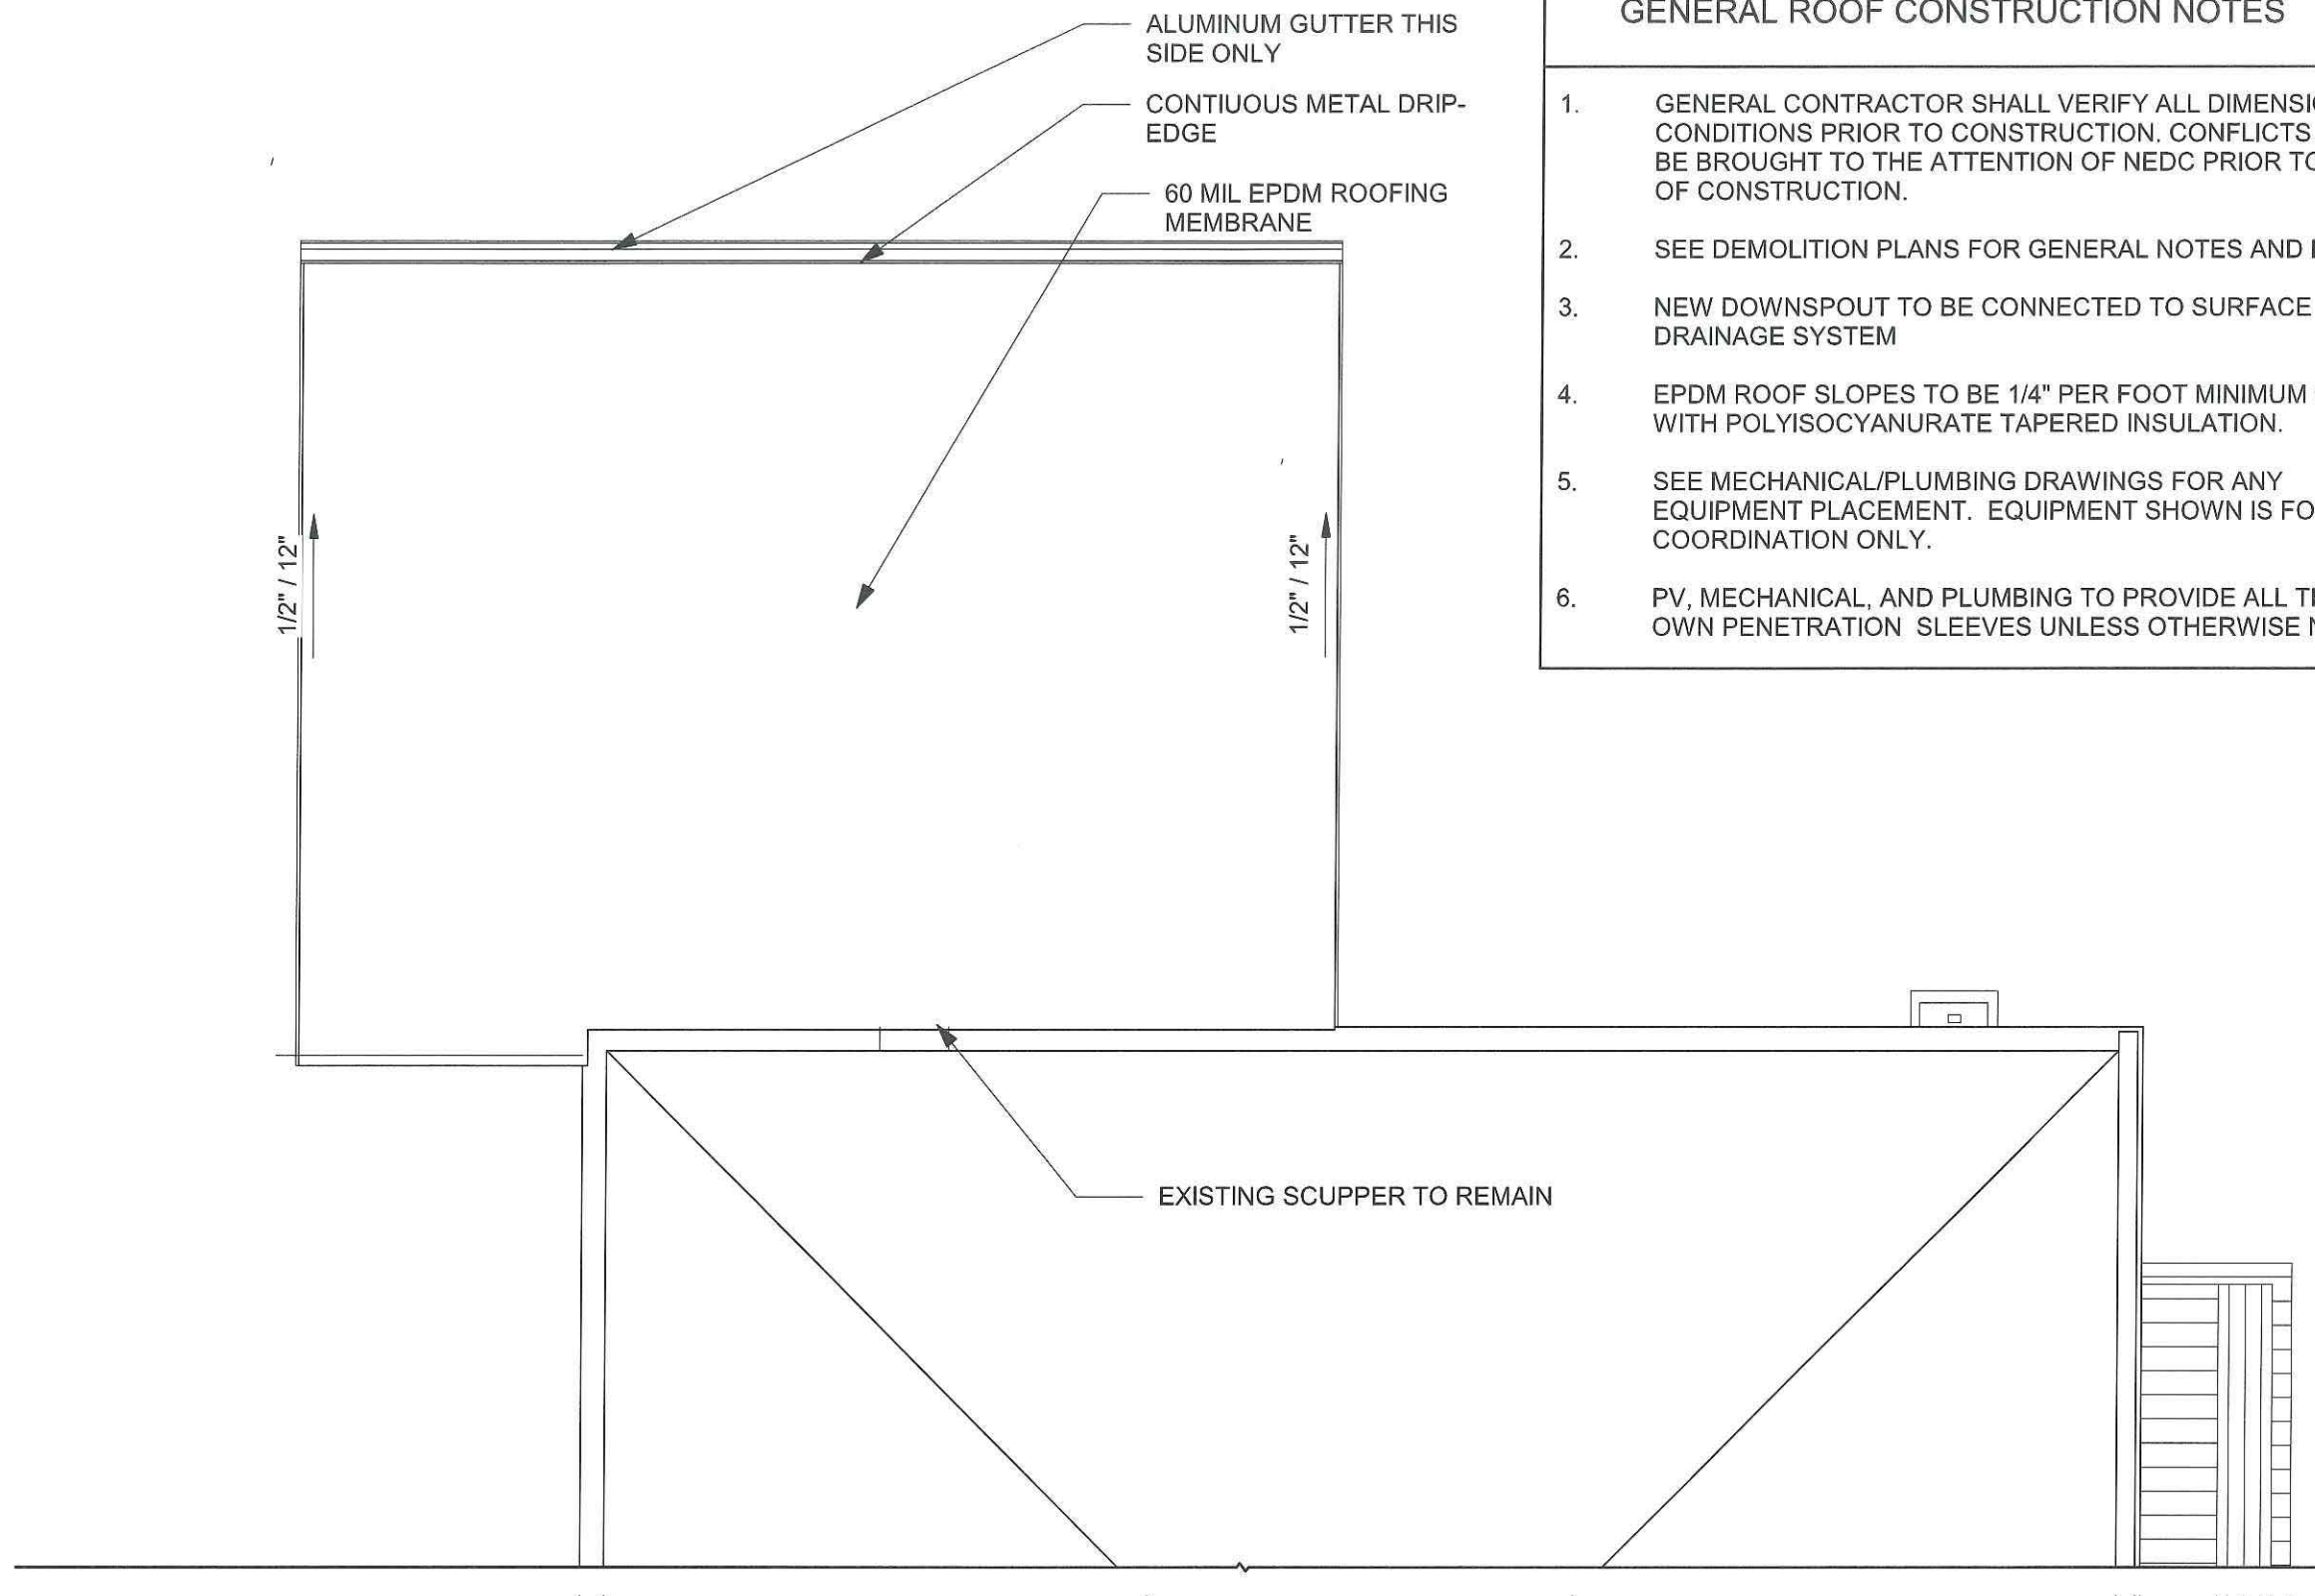 ALUMINUM GUTTER THIS
SIDE ONLY
CONTIUOUS METAL DRIP-
EDGE
60 MIL EPDM ROOFING
MEMBRANE
1/2" / 12"
1/2" / 12"
EXISTING SCUPPER TO REMAIN
GENERAL ROOF CONSTRUCTION NOTES
1. GENERAL CONTRACTOR SHALL VERIFY ALL
CONDITIONS PRIOR TO CONSTRUCTION. CONFLICTS
BE BROUGHT TO THE ATTENTION OF NEDC PRIOR TO
OF CONSTRUCTION.
2. SEE DEMOLITION PLANS FOR GENERAL NOTES AND
3. NEW DOWNSPOUT TO BE CONNECTED TO SURFACE
DRAINAGE SYSTEM
4. EPDM ROOF SLOPES TO BE 1/4" PER FOOT MINIMUM
WITH POLYISOCYANURATE TAPERED INSULATION.
5. SEE MECHANICAL/PLUMBING DRAWINGS FOR ANY
EQUIPMENT PLACEMENT. EQUIPMENT SHOWN IS
COORDINATION ONLY.
6. PV, MECHANICAL, AND PLUMBING TO PROVIDE ALL
OWN PENETRATION SLEEVES UNLESS OTHERWISE